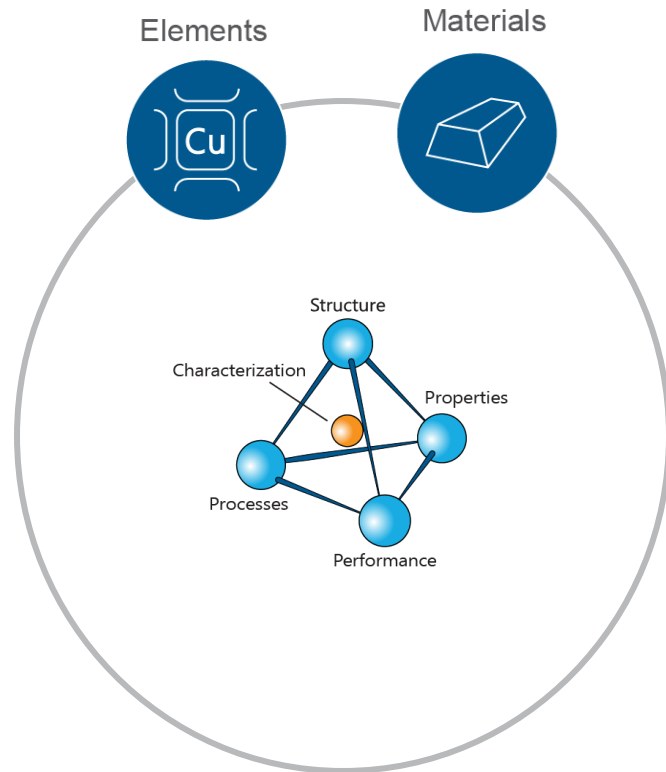 Elements
Materials
Cu
Structure
Characterization
Properties
Processes
Performance